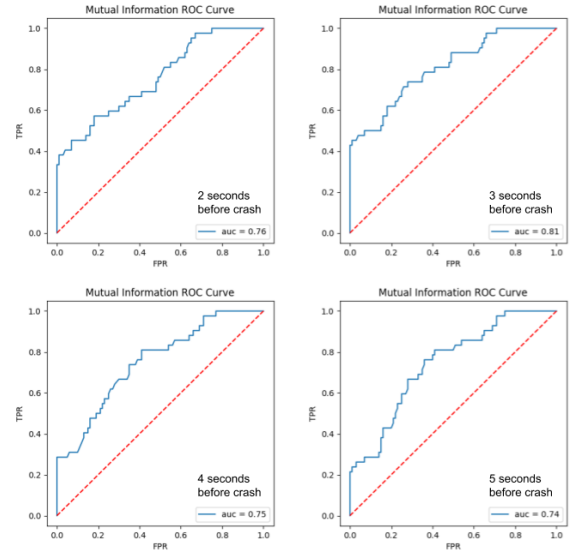 Mutual Information ROC Curve
1.0
0.8
0.6
0.4
0.2
0.0
TPR
2 seconds
before crash
auc = 0.76
0.0 0.2 0.4 0.6 0.8 1.0
FPR
Mutual Information ROC Curve
1.0
0.8
0.6
0.4
0.2
0.0
TPR
3 seconds
before crash
auc = 0.81
0.0 0.2 0.4 0.6 0.8 1.0
FPR
Mutual Information ROC Curve
1.0
0.8
0.6
0.4
0.2
0.0
TPR
4 seconds
before crash
auc = 0.75
0.0 0.2 0.4 0.6 0.8 1.0
FPR
Mutual Information ROC Curve
1.0
0.8
0.6
0.4
0.2
0.0
TPR
5 seconds
before crash
auc = 0.74
0.0 0.2 0.4 0.6 0.8 1.0
FPR